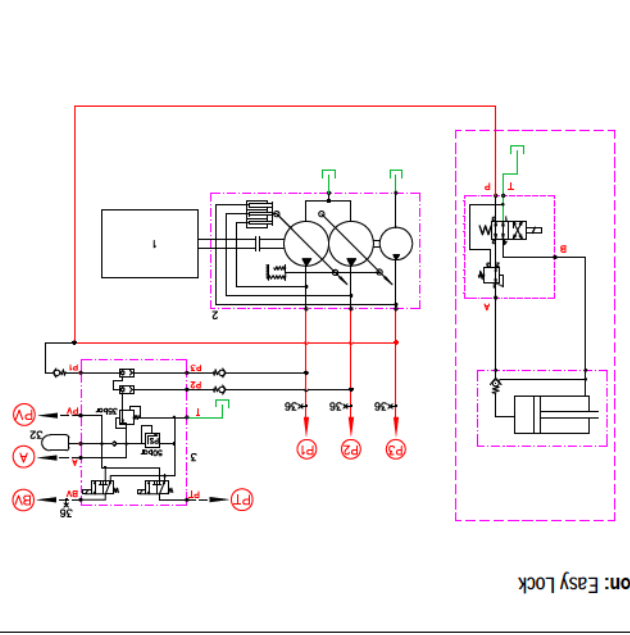 on: Easy Lock
36
PT
PT
BV
BV
3
A
A
P3
P2
P1
50bar
32
T
35bar
PV
PV
36
36
36
P2
P3
P1
2
A
B
1
T
P